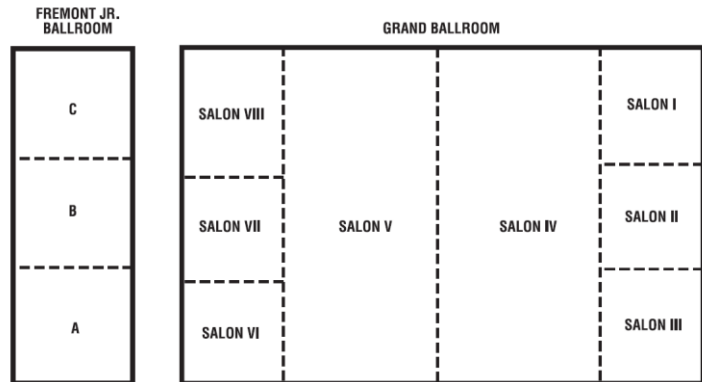 FREMONT JR.
BALLROOM
GRAND BALLROOM
C
B
A
SALON VIII
SALON VII
SALON VI
SALON V
SALON IV
SALON I
SALON II
SALON III